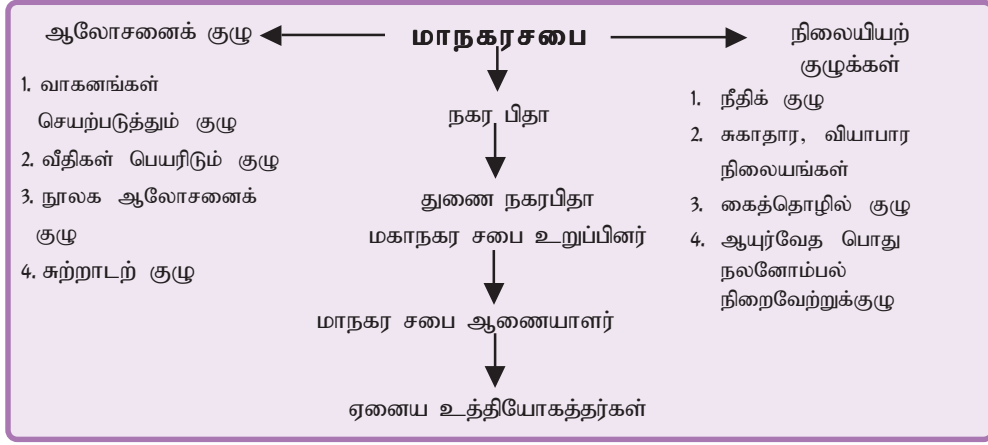 ஆலோசனைக் குழு
1. வாகனங்கள்
செயற்படுத்தும் குழு
2. வீதிகள் பெயரிடும் குழு
3. நூலக ஆலோசனைக்
குழு
4. சுற்றாடற் குழு
மாநகரசபை
நகர பிதா
துணை நகரபிதா
மகாநகர சபை உறுப்பினர்
மாநகர சபை ஆணையாளர்
ஏனைய உத்தியோகத்தர்கள்
நிலையியற்
குழுக்கள்
1. நீதிக் குழு
2. சுகாதார, வியாபார
நிலையங்கள்
3. கைத்தொழில் குழு
4. ஆயுர்வேத பொது
நலனோம்பல்
நிறைவேற்றுக்குழு